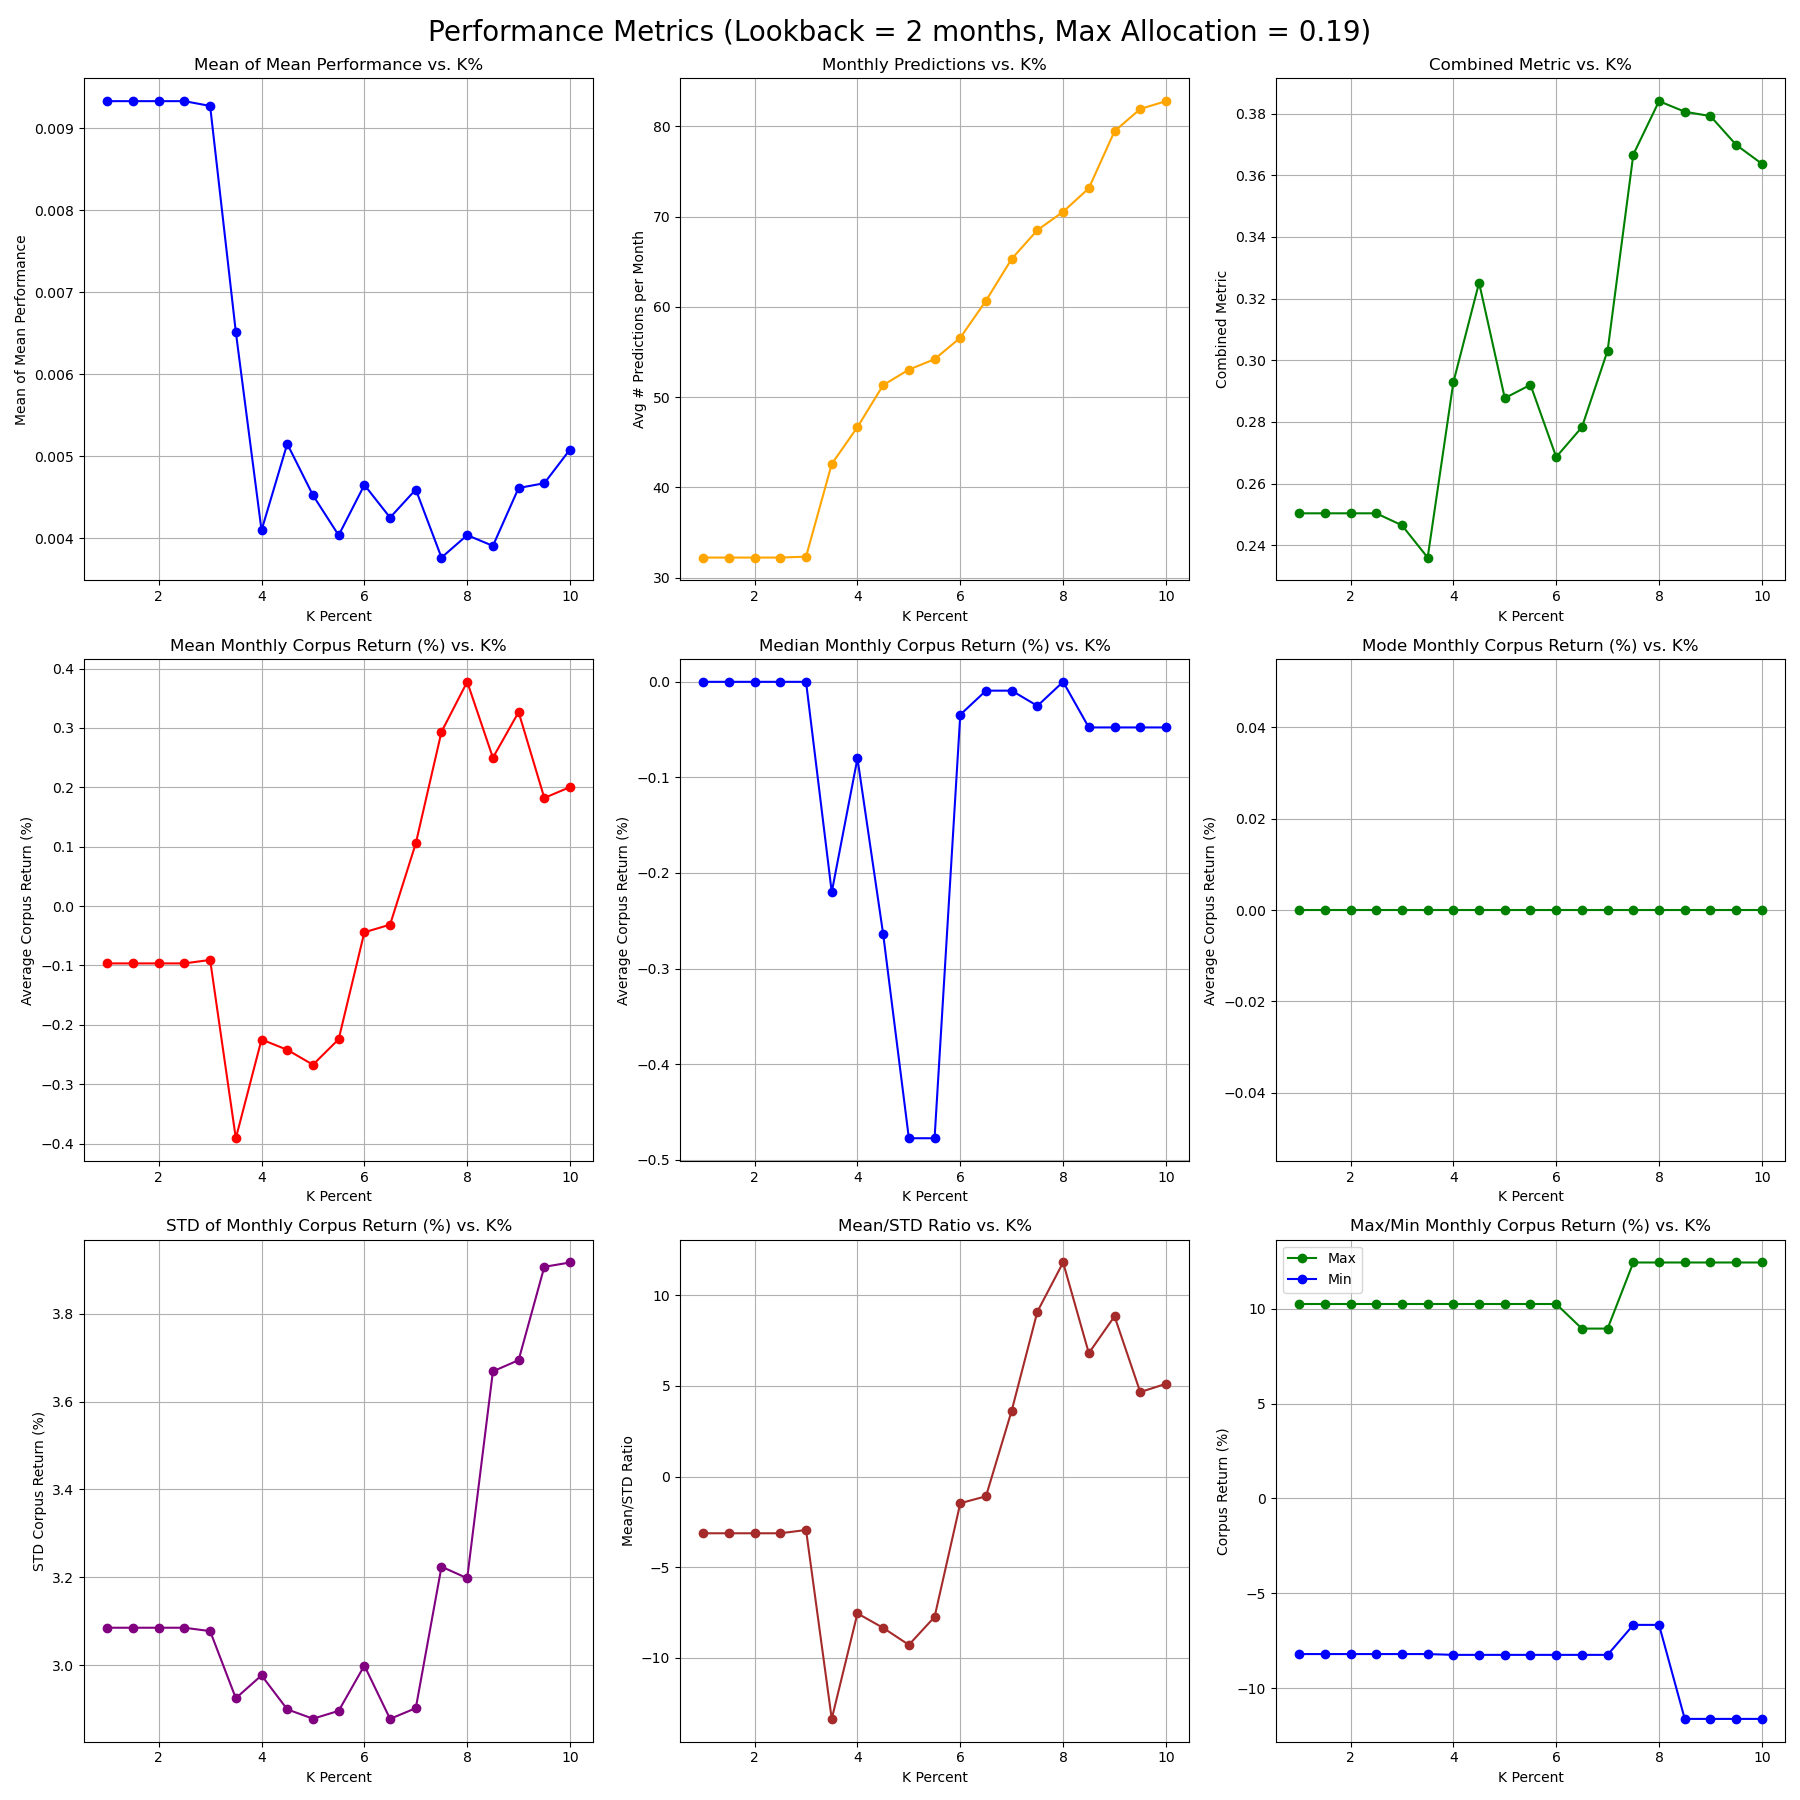 Performance Metrics (Lookback = 2 months, Max Allocation = 0.19)
Mean of Mean Performance vs. K%
Mean of Mean Performance
0.009
0.008
0.007
0.006
0.005
0.004
2 4 6 8 10
K Percent
Monthly Predictions vs. K%
Avg # Predictions per Month
80
70
60
50
40
30
2 4 6 8 10
K Percent
Combined Metric vs. K%
Combined Metric
0.38
0.36
0.34
0.32
0.30
0.28
0.26
0.24
2 4 6 8 10
K Percent
Mean Monthly Corpus Return (%) vs. K%
Average Corpus Return (%)
0.4
0.3
0.2
0.1
0.0
−0.1
−0.2
−0.3
−0.4
2 4 6 8 10
K Percent
Median Monthly Corpus Return (%) vs. K%
Average Corpus Return (%)
0.0
−0.1
−0.2
−0.3
−0.4
−0.5
2 4 6 8 10
K Percent
Mode Monthly Corpus Return (%) vs. K%
Average Corpus Return (%)
0.04
0.02
0.00
−0.02
−0.04
2 4 6 8 10
K Percent
STD of Monthly Corpus Return (%) vs. K%
STD Corpus Return (%)
3.8
3.6
3.4
3.2
3.0
2 4 6 8 10
K Percent
Mean/STD Ratio vs. K%
Mean/STD Ratio
10
5
0
−5
−10
2 4 6 8 10
K Percent
Max/Min Monthly Corpus Return (%) vs. K%
Corpus Return (%)
Max
Min
10
5
0
−5
−10
2 4 6 8 10
K Percent